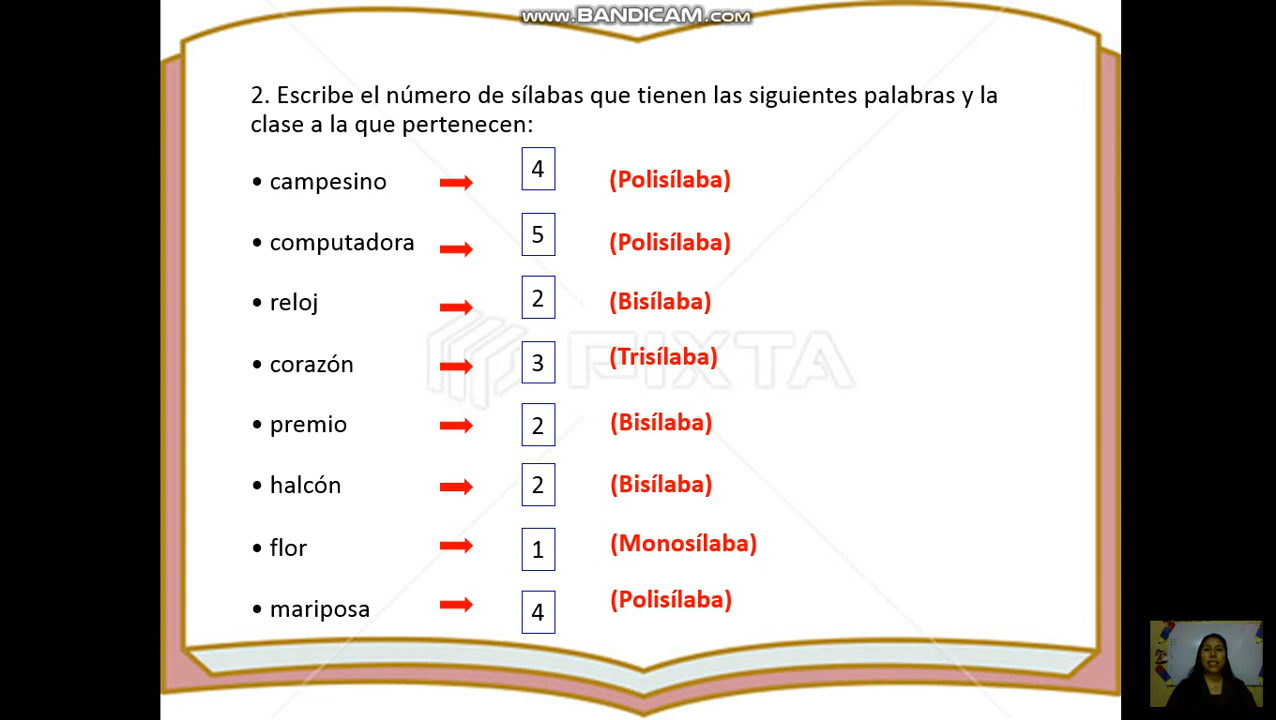 www.BANDICAM.com
2. Escribe el número de sílabas que tienen las siguientes palabras y la
clase a la que pertenecen:
• campesino 4 (Polisílaba)
• computadora 5 (Polisílaba)
• reloj 2 (Bisílaba)
PIXTA
• corazón 3 (Trisílaba)
• premio 2 (Bisílaba)
• halcón 2 (Bisílaba)
• flor 1 (Monosílaba)
• mariposa 4 (Polisílaba)